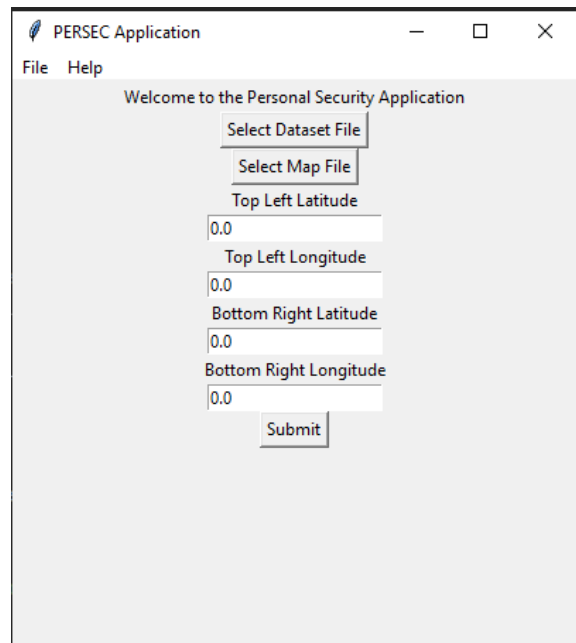 PERSEC Application
File Help
Welcome to the Personal Security Application
Select Dataset File
Select Map File
Top Left Latitude
0.0
Top Left Longitude
0.0
Bottom Right Latitude
0.0
Bottom Right Longitude
0.0
Submit